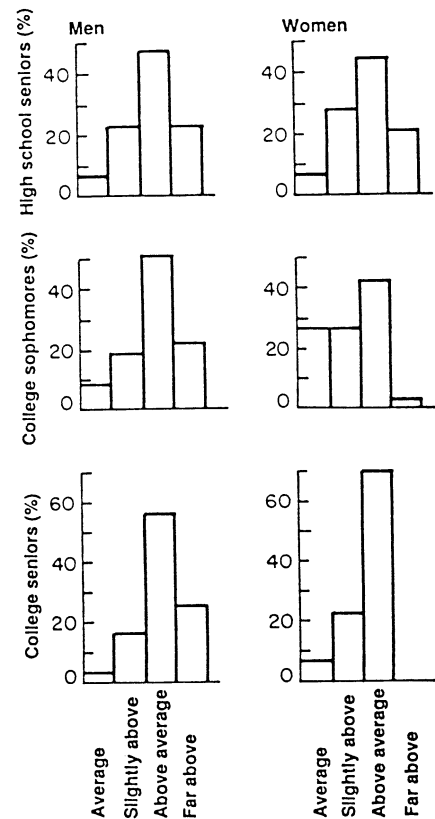 Men
Women
High school seniors (%)
40
20
0
40
20
0
College sophomores (%)
40
20
0
40
20
0
College seniors (%)
60
40
20
0
60
40
20
0
Average
Slightly above
Above average
Far above
Average
Slightly above
Above average
Far above